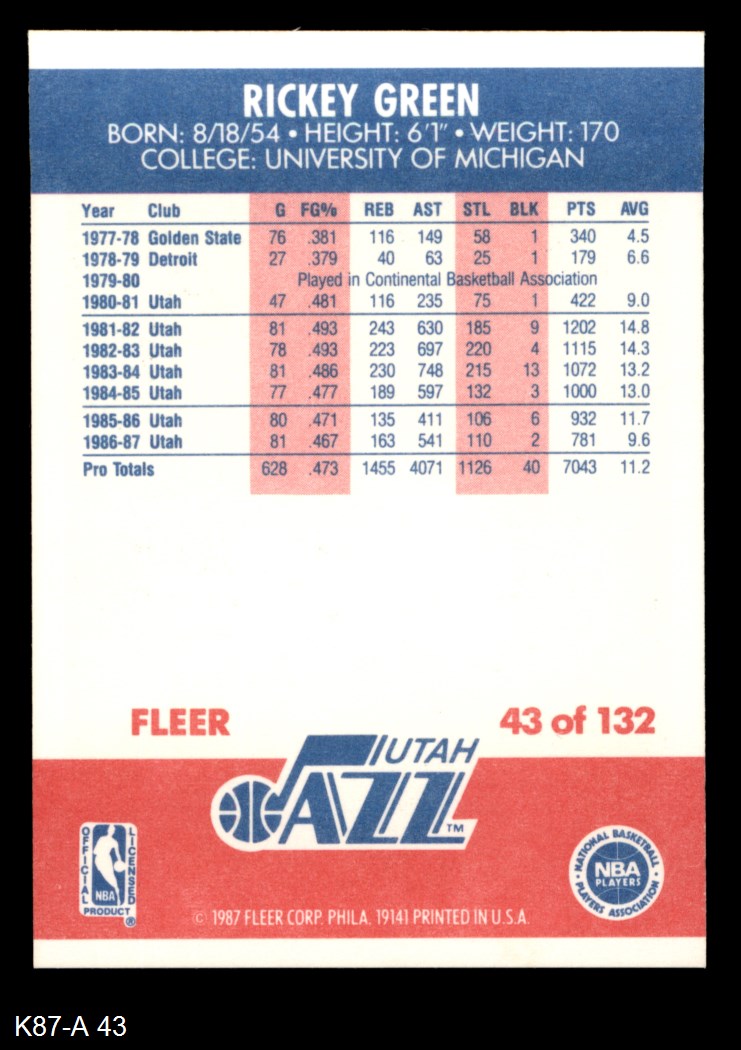 RICKEY GREEN
BORN: 8/18/54 • HEIGHT: 6'1" • WEIGHT: 170
COLLEGE: UNIVERSITY OF MICHIGAN
Year Club G FG% REB AST STL BLK PTS AVG
1977-78 Golden State 76 .381 116 149 58 1 340 4.5
1978-79 Detroit 27 .379 40 63 25 1 179 6.6
1979-80 Played in Continental Basketball Association
1980-81 Utah 47 .481 116 235 75 1 422 9.0
1981-82 Utah 81 .493 243 630 185 9 1202 14.8
1982-83 Utah 78 .493 223 697 220 4 1115 14.3
1983-84 Utah 81 .486 230 748 215 13 1072 13.2
1984-85 Utah 77 .477 189 597 132 3 1000 13.0
1985-86 Utah 80 .471 135 411 106 6 932 11.7
1986-87 Utah 81 .467 163 541 110 2 781 9.6
Pro Totals 628 .473 1455 4071 1126 40 7043 11.2
FLEER 43 of 132
UTAH
JAZZ TM
OFFICIAL LICENSED
NBA
PRODUCT ®
• NATIONAL BASKETBALL •
NBA
PLAYERS
PLAYERS ASSOCIATION
© 1987 FLEER CORP. PHILA. 19141 PRINTED IN U.S.A.
K87-A 43